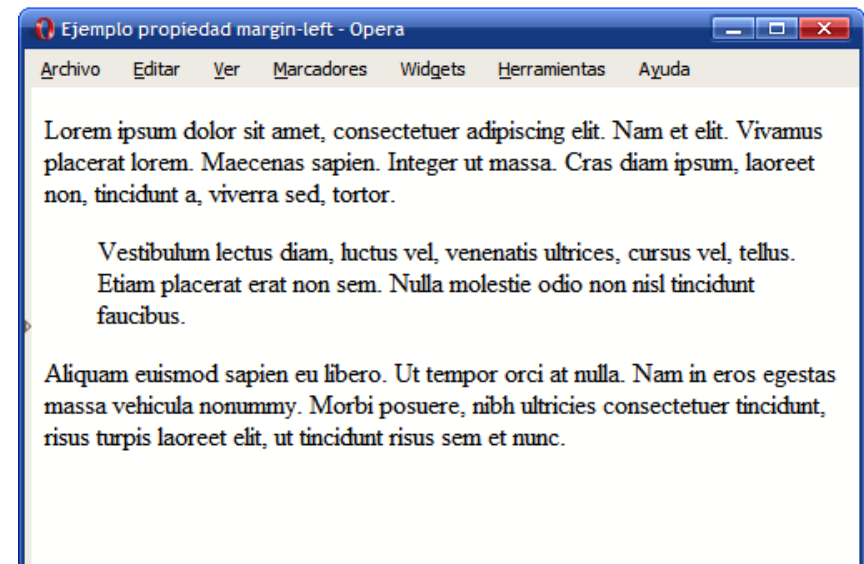 Ejemplo propiedad margin-left - Opera
Archivo Editar Ver Marcadores Widgets Herramientas Ayuda
Lorem ipsum dolor sit amet, consectetuer adipiscing elit. Nam et elit. Vivamus
placerat lorem. Maecenas sapien. Integer ut massa. Cras diam ipsum, laoreet
non, tincidunt a, viverra sed, tortor.
Vestibulum lectus diam, luctus vel, venenatis ultrices, cursus vel, tellus.
Etiam placerat erat non sem. Nulla molestie odio non nisl tincidunt
faucibus.
Aliquam euismod sapien eu libero. Ut tempor orci at nulla. Nam in eros egestas
massa vehicula nonummy. Morbi posuere, nibh ultricies consectetuer tincidunt,
risus turpis laoreet elit, ut tincidunt risus sem et nunc.